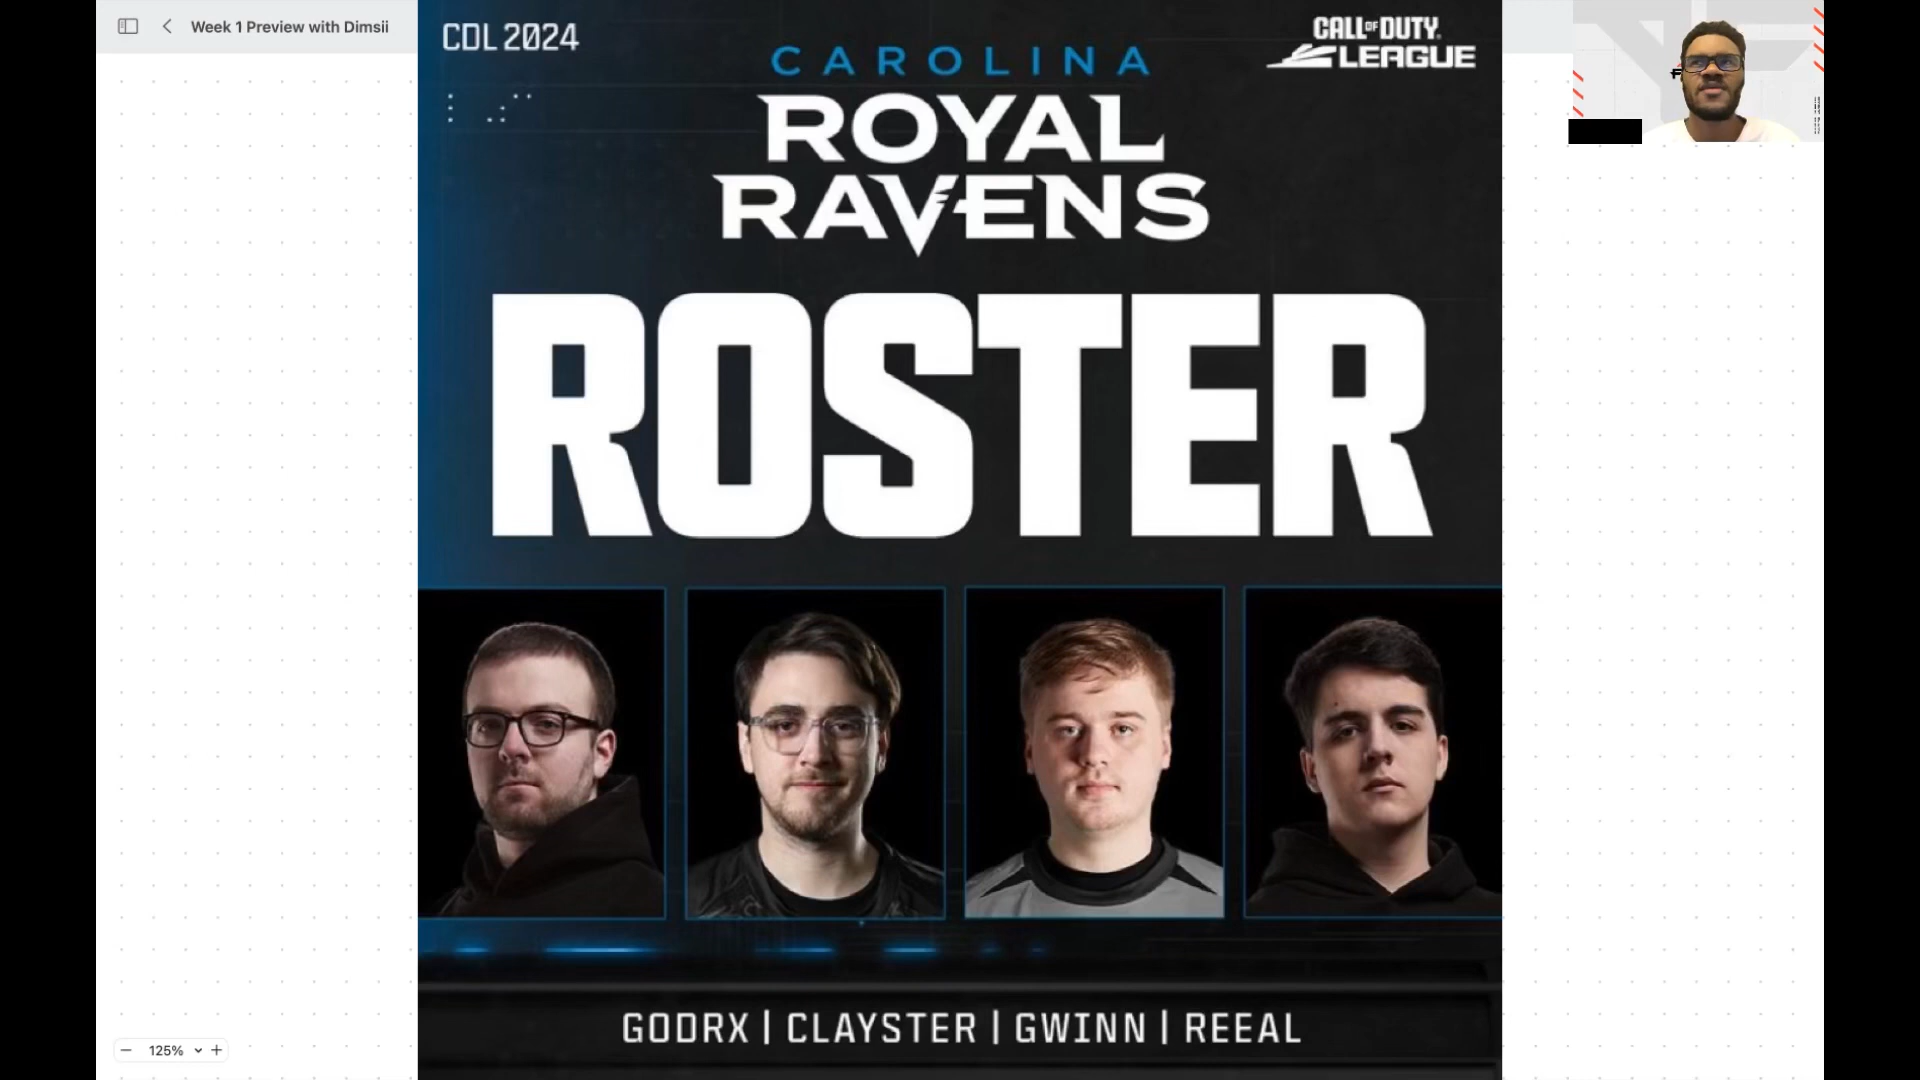 Week 1 Preview with Dimsii
CDL 2024
CALL OF DUTY
LEAGUE
CAROLINA
ROYAL
RAVENS
ROSTER
GODRX | CLAYSTER | GWINN | REEAL
125%